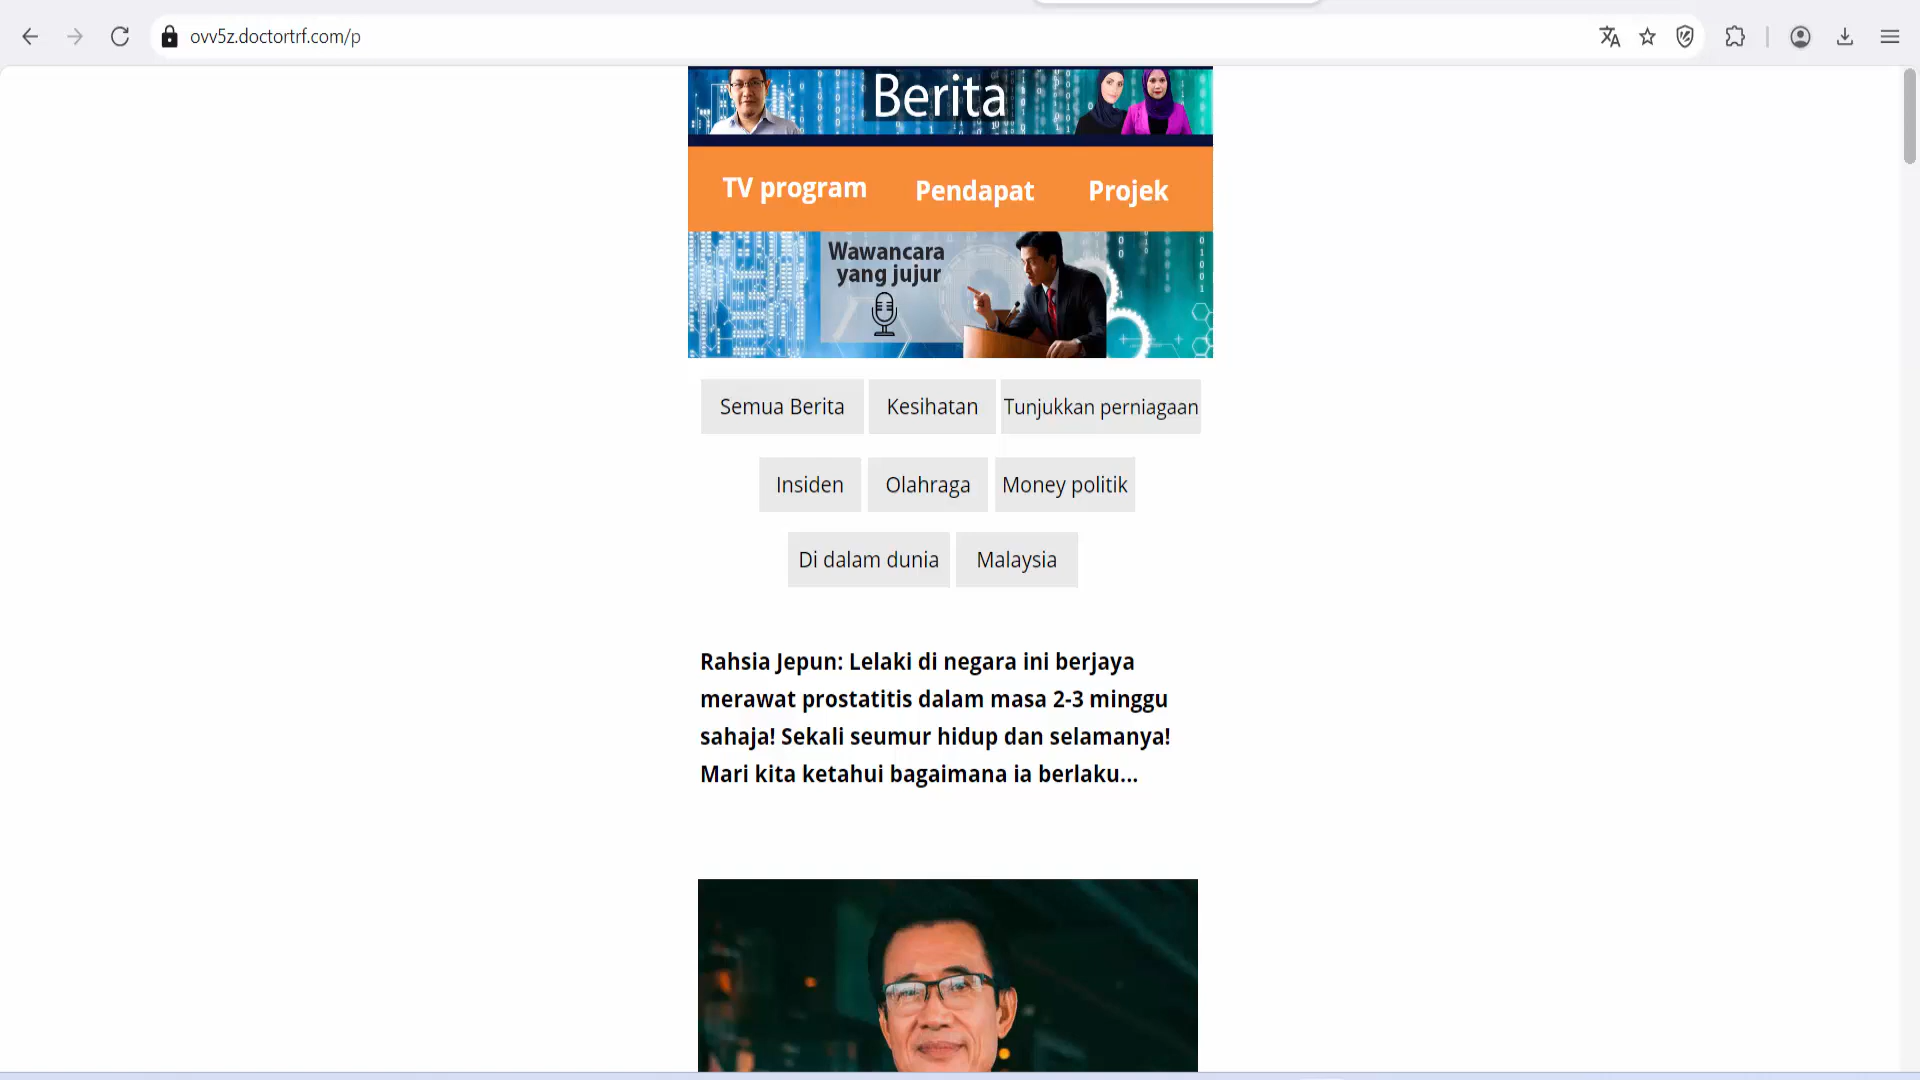 ovv5z.doctortrf.com/p
Berita
TV program Pendapat Projek
Wawancara
yang jujur
Semua Berita Kesihatan Tunjukkan perniagaan
Insiden Olahraga Money politik
Di dalam dunia Malaysia
Rahsia Jepun: Lelaki di negara ini berjaya
merawat prostatitis dalam masa 2-3 minggu
sahaja! Sekali seumur hidup dan selamanya!
Mari kita ketahui bagaimana ia berlaku...